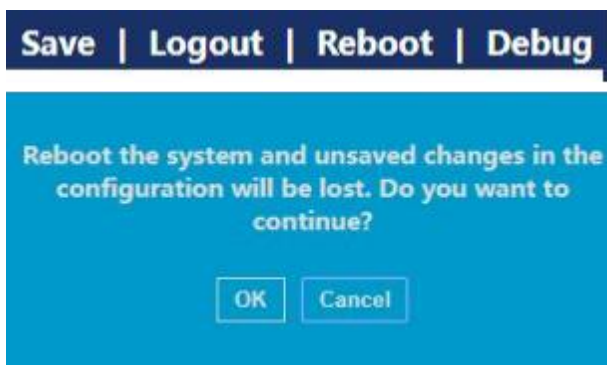 Save | Logout | Reboot | Debug
Reboot the system and unsaved changes in the
configuration will be lost. Do you want to
continue?
OK Cancel